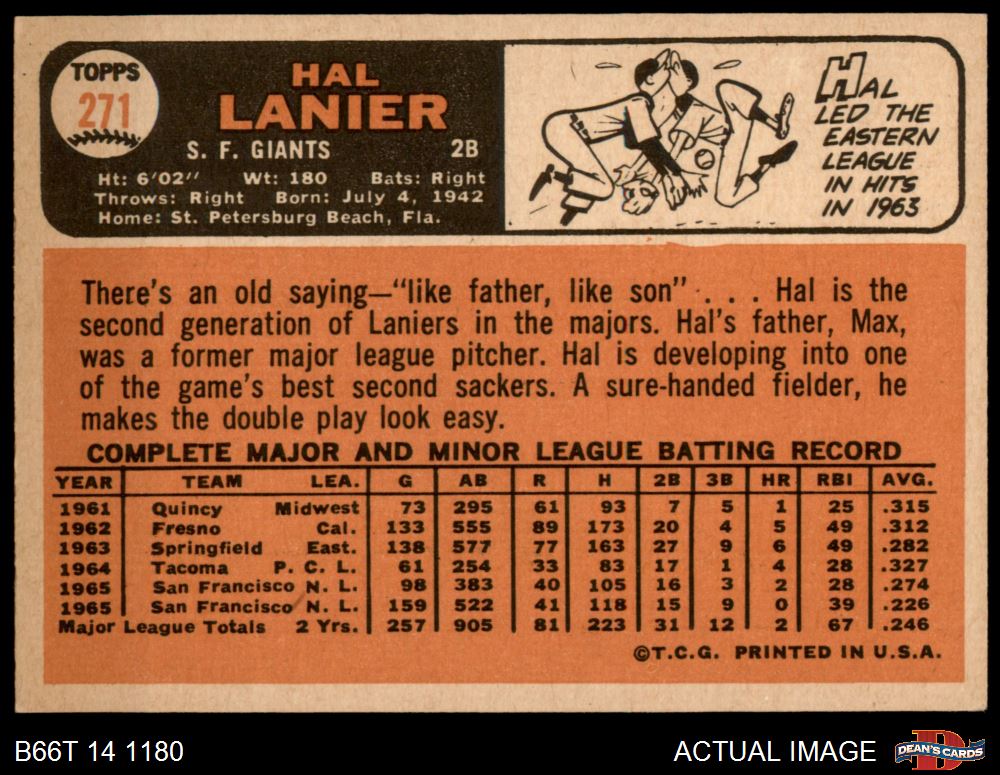 TOPPS
271
HAL
LANIER
S. F. GIANTS 2B
Ht: 6'02" Wt: 180 Bats: Right
Throws: Right Born: July 4, 1942
Home: St. Petersburg Beach, Fla.
HAL
LED THE
EASTERN
LEAGUE
IN HITS
IN 1963
There's an old saying—"like father, like son" . . . Hal is the
second generation of Laniers in the majors. Hal's father, Max,
was a former major league pitcher. Hal is developing into one
of the game's best second sackers. A sure-handed fielder, he
makes the double play look easy.
COMPLETE MAJOR AND MINOR LEAGUE BATTING RECORD
YEAR TEAM LEA. G AB R H 2B 3B HR RBI AVG.
1961 Quincy Midwest 73 295 61 93 7 5 1 25 .315
1962 Fresno Cal. 133 555 89 173 20 4 5 49 .312
1963 Springfield East. 138 577 77 163 27 9 6 49 .282
1964 Tacoma P. C. L. 61 254 33 83 17 1 4 28 .327
1965 San Francisco N. L. 98 383 40 105 16 3 2 28 .274
1965 San Francisco N. L. 159 522 41 118 15 9 0 39 .226
Major League Totals 2 Yrs. 257 905 81 223 31 12 2 67 .246
©T.C.G. PRINTED IN U.S.A.
B66T 14 1180 ACTUAL IMAGE DEAN'S CARDS